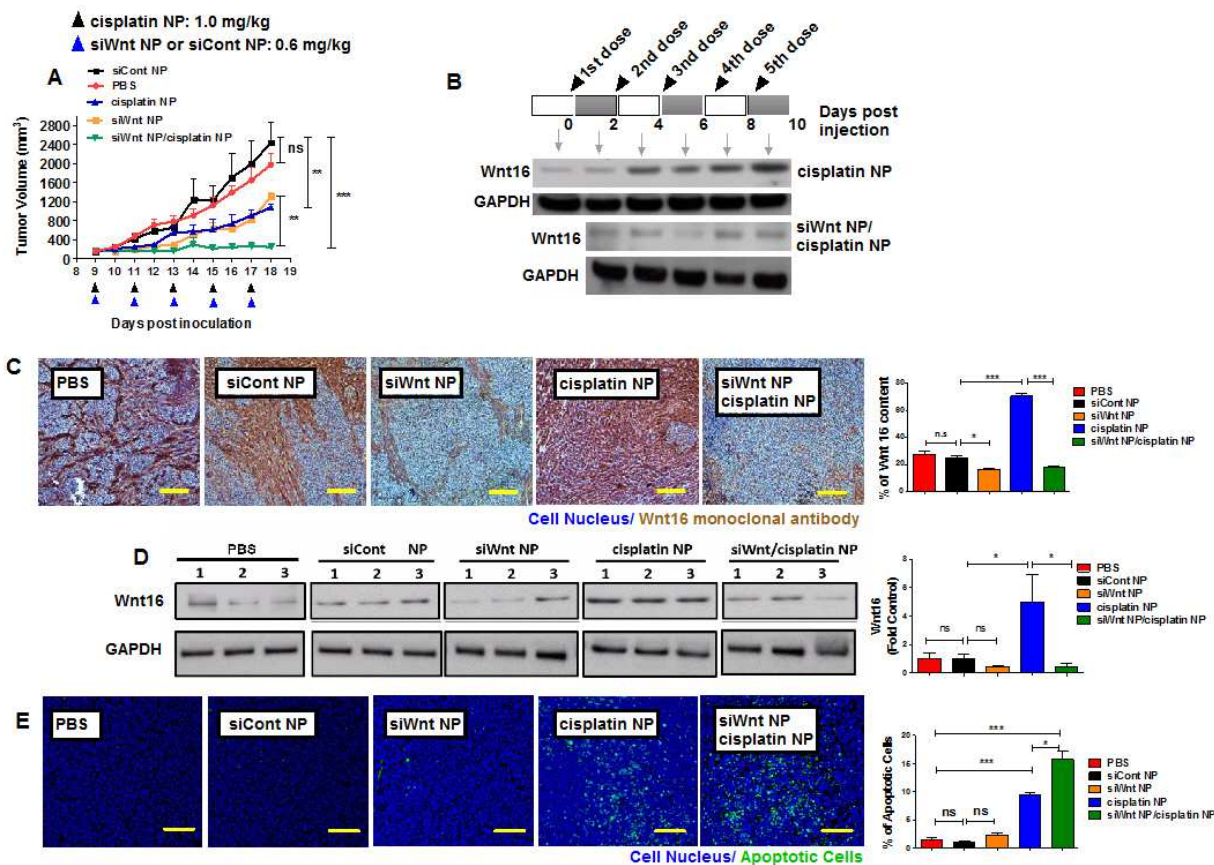 cisplatin NP: 1.0 mg/kg
siWnt NP or siCont NP: 0.6 mg/kg
A
siCont NP
PBS
cisplatin NP
siWnt NP
siWnt NP/cisplatin NP
Tumor Volume (mm3)
2800
2400
2000
1600
1200
800
400
0
ns
**
***
**
8 9 10 11 12 13 14 15 16 17 18 19
Days post inoculation
B
1st dose
2nd dose
3nd dose
4th dose
5th dose
0 2 4 6 8 10
Days post
injection
Wnt16
cisplatin NP
GAPDH
Wnt16
siWnt NP/
cisplatin NP
GAPDH
C
PBS
siCont NP
siWnt NP
cisplatin NP
siWnt NP
cisplatin NP
Cell Nucleus/ Wnt16 monoclonal antibody
% of Wnt 16 content
80
60
40
20
0
n.s
*
***
***
PBS
siCont NP
siWnt NP
cisplatin NP
siWnt NP/cisplatin NP
D
PBS
siCont NP
siWnt NP
cisplatin NP
siWnt/cisplatin NP
1 2 3 1 2 3 1 2 3 1 2 3 1 2 3
Wnt16
GAPDH
Wnt16
(Fold Control)
8
6
4
2
0
ns
ns
*
*
PBS
siCont NP
siWnt NP
cisplatin NP
siWnt NP/cisplatin NP
E
PBS
siCont NP
siWnt NP
cisplatin NP
siWnt NP
cisplatin NP
Cell Nucleus/ Apoptotic Cells
% of Apoptotic Cells
20
15
10
5
0
ns
ns
***
***
*
PBS
siCont NP
siWnt NP
cisplatin NP
siWnt NP/cisplatin NP